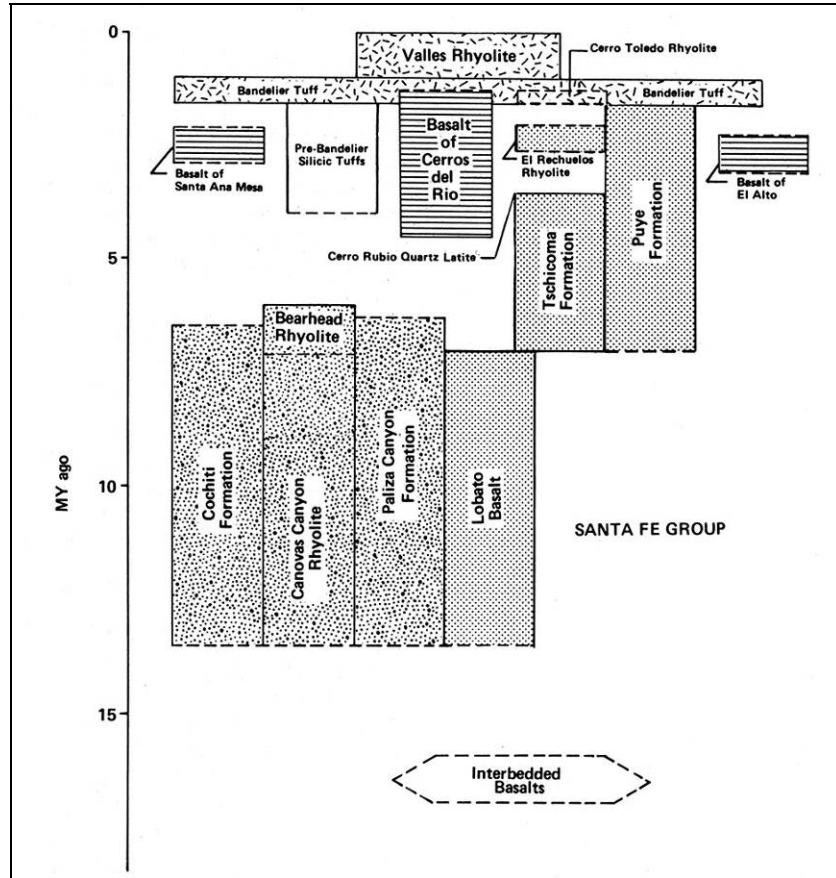 0
Valles Rhyolite
Cerro Toledo Rhyolite
Bandelier Tuff
Bandelier Tuff
Basalt of
Santa Ana Mesa
Pre-Bandelier
Silicic Tuffs
Basalt
of
Cerros
del
Rio
El Rechuelos
Rhyolite
Basalt of
El Alto
5
Cerro Rubio Quartz Latite
Tschicoma
Formation
Puye
Formation
Bearhead
Rhyolite
Cochiti
Formation
Canovas Canyon
Rhyolite
Paliza Canyon
Formation
Lobato
Basalt
MY ago
10
SANTA FE GROUP
15
Interbedded
Basalts